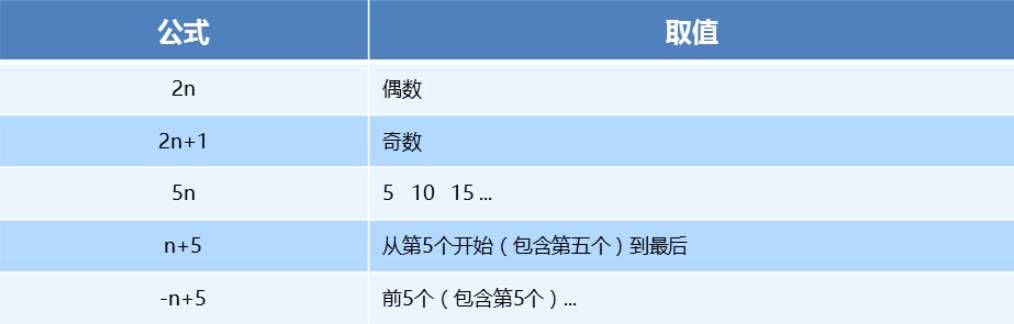 公式 取值
2n 偶数
2n+1 奇数
5n 5 10 15 ...
n+5 从第5个开始（包含第五个）到最后
-n+5 前5个（包含第5个）...